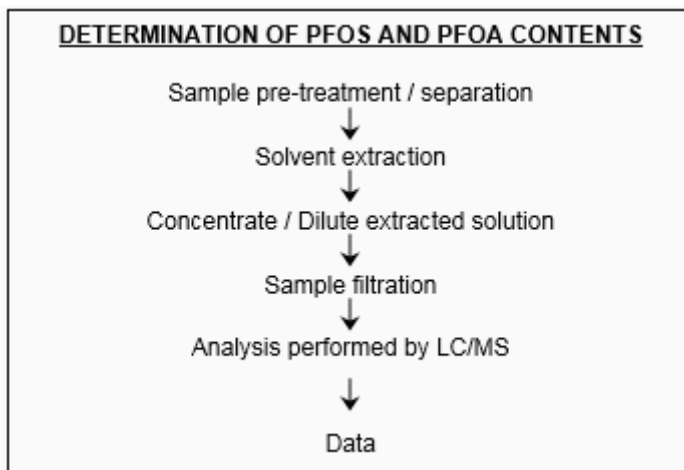 DETERMINATION OF PFOS AND PFOA CONTENTS
Sample pre-treatment / separation
Solvent extraction
Concentrate / Dilute extracted solution
Sample filtration
Analysis performed by LC/MS
Data